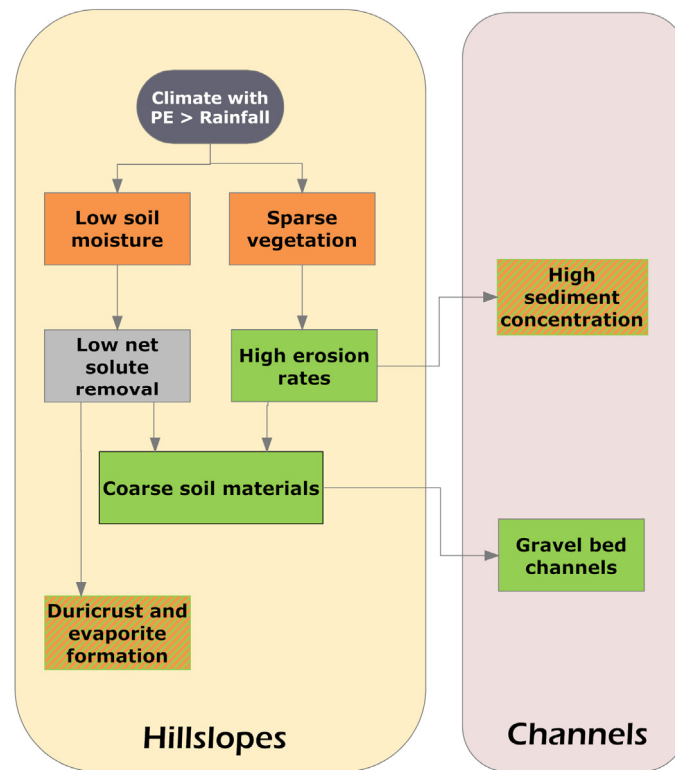 Climate with
PE > Rainfall
Low soil
moisture
Sparse
vegetation
High
sediment
concentration
Low net
solute
removal
High erosion
rates
Coarse soil materials
Gravel bed
channels
Duricrust and
evaporite
formation
Hillslopes
Channels